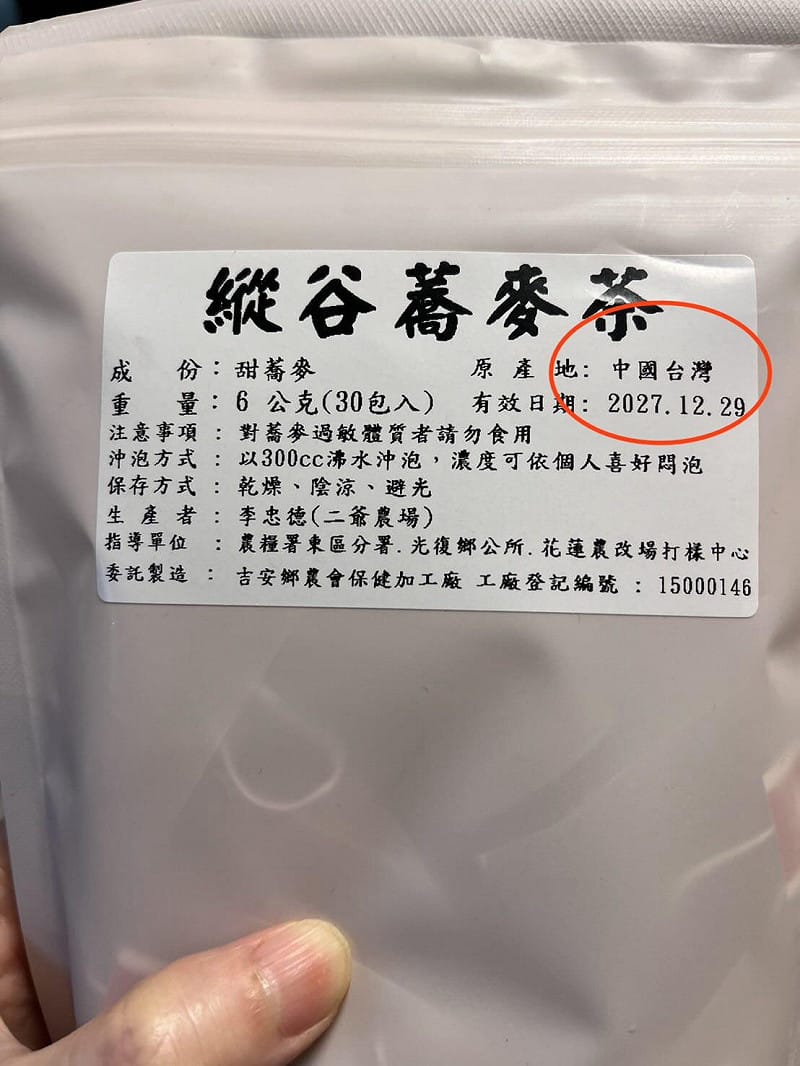 縱谷蕎麥茶
成　份：甜蕎麥　原產地：中國台灣
重　量：6 公克(30包入)　有效日期：2027.12.29
注意事項：對蕎麥過敏體質者請勿食用
沖泡方式：以300cc沸水沖泡，濃度可依個人喜好悶泡
保存方式：乾燥、陰涼、避光
生產者：李忠德(二爺農場)
指導單位：農糧署東區分署.光復鄉公所.花蓮農改場打樣中心
委託製造：吉安鄉農會保健加工廠 工廠登記編號：15000146